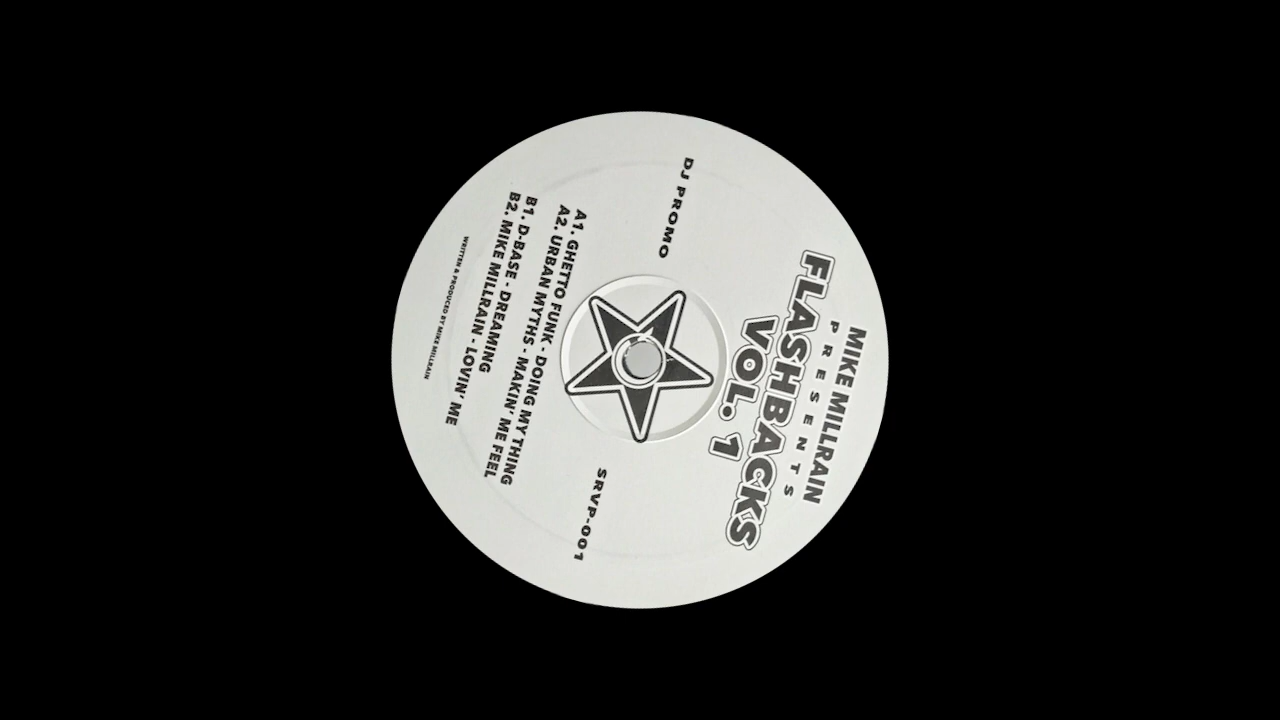 MIKE MILLRAIN
PRESENTS
FLASHBACKS
VOL. 1
DJ PROMO
SRVP-001
A1. GHETTO FUNK - DOING MY THING
A2. URBAN MYTHS - MAKIN' ME FEEL
B1. D-BASE - DREAMING
B2. MIKE MILLRAIN - LOVIN' ME
WRITTEN & PRODUCED BY MIKE MILLRAIN